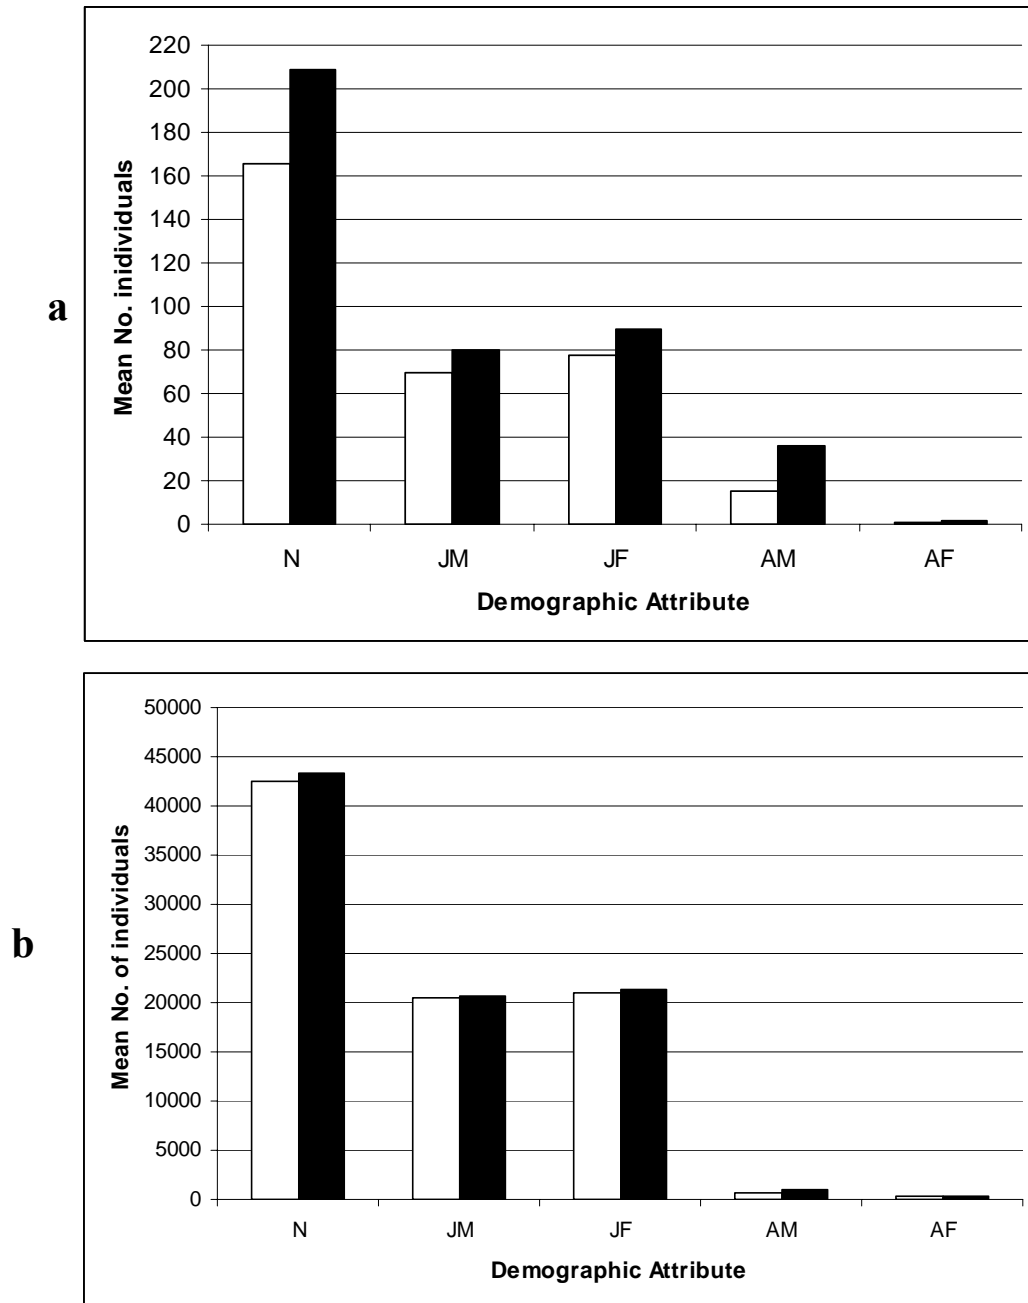 a
Mean No. inidividuals
220
200
180
160
140
120
100
80
60
40
20
0
N JM JF AM AF
Demographic Attribute
b
Mean No. of individuals
50000
45000
40000
35000
30000
25000
20000
15000
10000
5000
0
N JM JF AM AF
Demographic Attribute